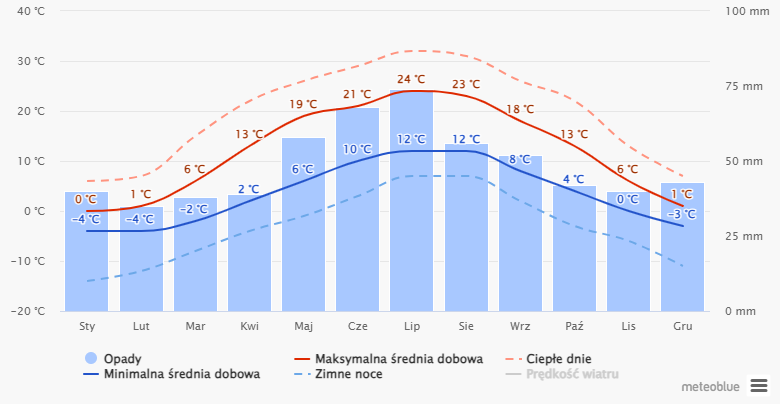 40 °C 100 mm
30 °C 75 mm
20 °C 50 mm
10 °C
0 °C 25 mm
−10 °C
−20 °C 0 mm
0 °C 1 °C 6 °C 13 °C 19 °C 21 °C 24 °C 23 °C 18 °C 13 °C 6 °C 1 °C
−4 °C −4 °C −2 °C 2 °C 6 °C 10 °C 12 °C 12 °C 8 °C 4 °C 0 °C −3 °C
Sty Lut Mar Kwi Maj Cze Lip Sie Wrz Paź Lis Gru
Opady Maksymalna średnia dobowa Ciepłe dnie
Minimalna średnia dobowa Zimne noce Prędkość wiatru
meteoblue